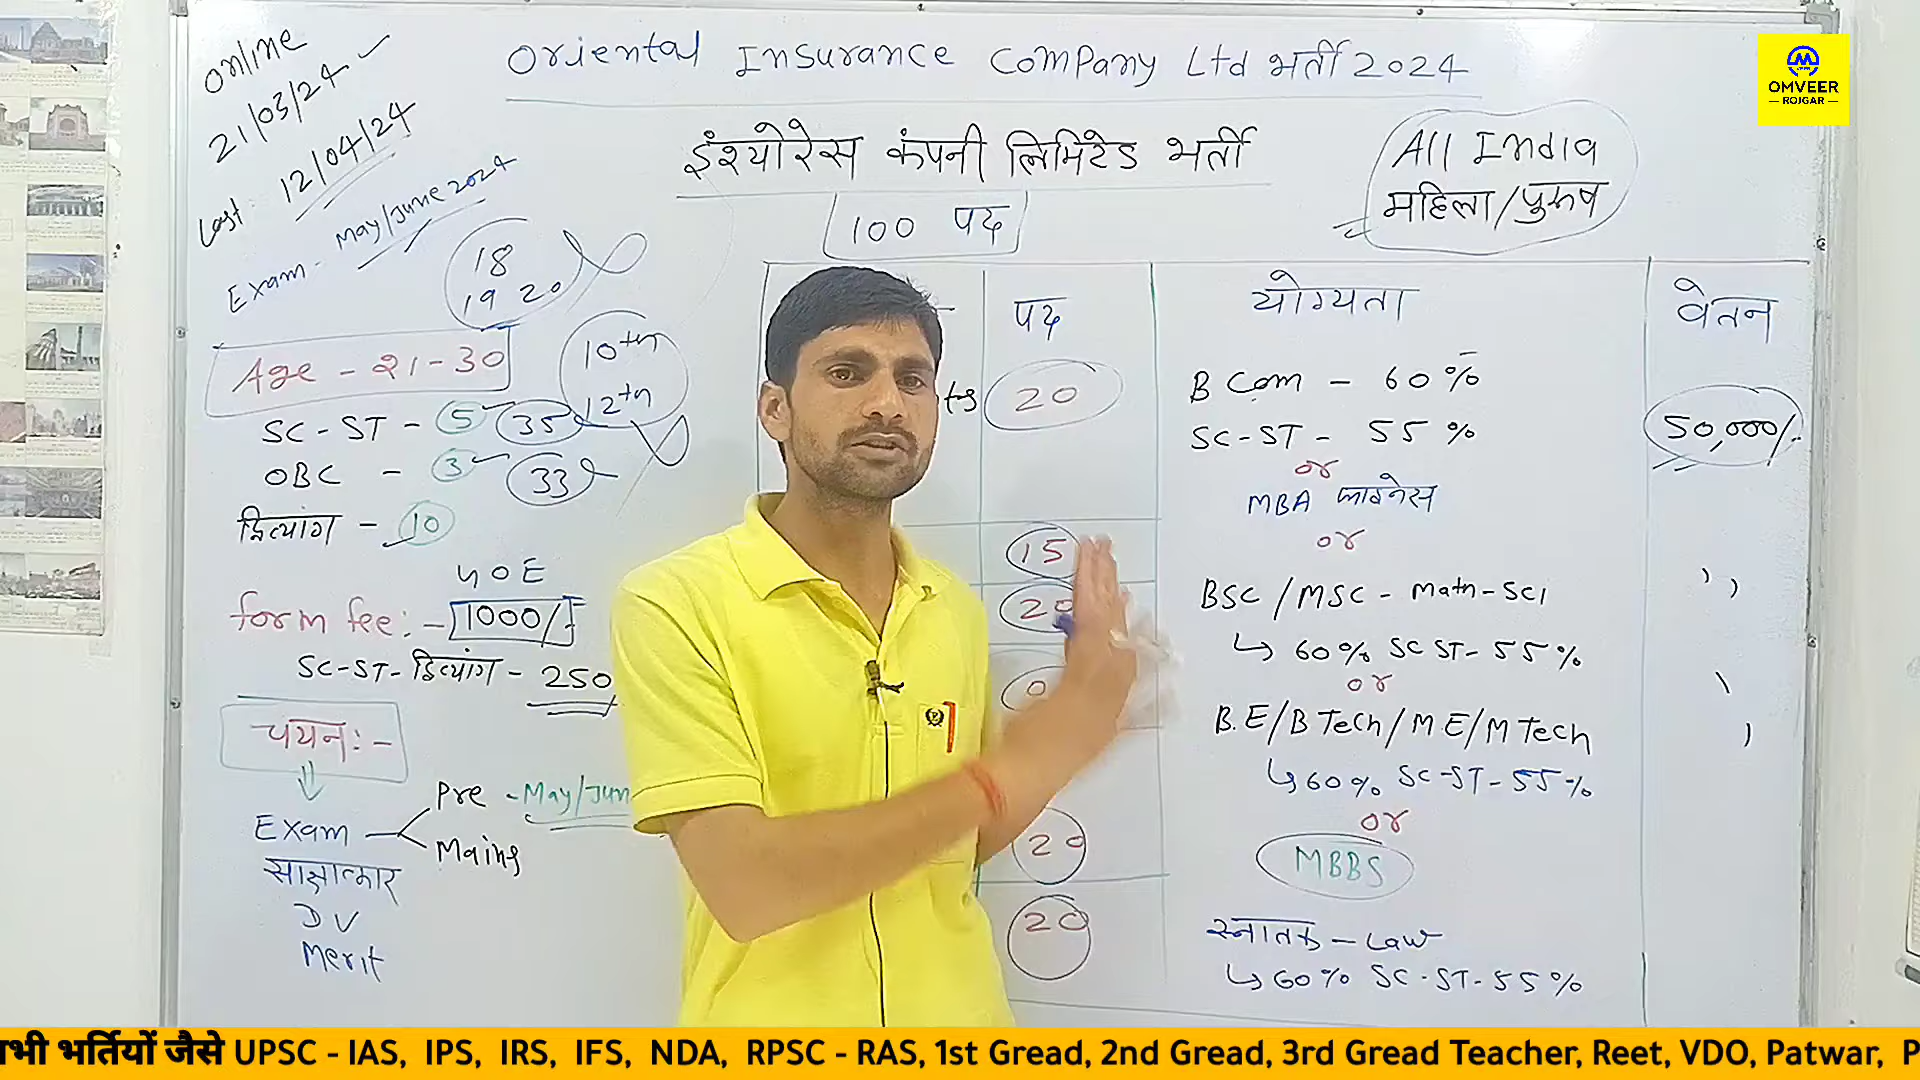 Online
21/03/24
Last: 12/04/24
Exam - May/June 2024
18
19 20
Oriental Insurance Company Ltd भर्ती 2024
इंश्योरेंस कंपनी लिमिटेड भर्ती
100 पद
All India
महिला/पुरुष
OMVEER
ROJGAR
Age - 21-30
10th
12th
SC-ST - 5 35
OBC - 3 33
दिव्यांग - 10
UOE
form fee:- 1000/-
SC-ST-दिव्यांग - 250
चयन:-
Exam
Pre - May/Jun
Mains
साक्षात्कार
DV
Merit
पद
20
15
20
20
20
योग्यता
B Com - 60%
SC-ST - 55%
or
MBA फाइनेंस
or
BSC/MSC - Math-Sci
60% SC ST- 55%
or
B.E/B Tech/M E/M Tech
60% SC-ST-55%
or
MBBS
स्नातक - Law
60% SC-ST-55%
वेतन
50,000/-
भी भर्तियों जैसे UPSC - IAS, IPS, IRS, IFS, NDA, RPSC - RAS, 1st Gread, 2nd Gread, 3rd Gread Teacher, Reet, VDO, Patwar, P